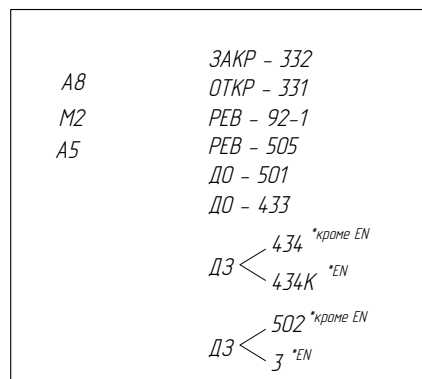 ЗАКР - 332
А8 ОТКР - 331
М2 РЕВ - 92-1
А5 РЕВ - 505
ДО - 501
ДО - 433
434 *кроме EN
ДЗ
434К *EN
502 *кроме EN
ДЗ
3 *EN